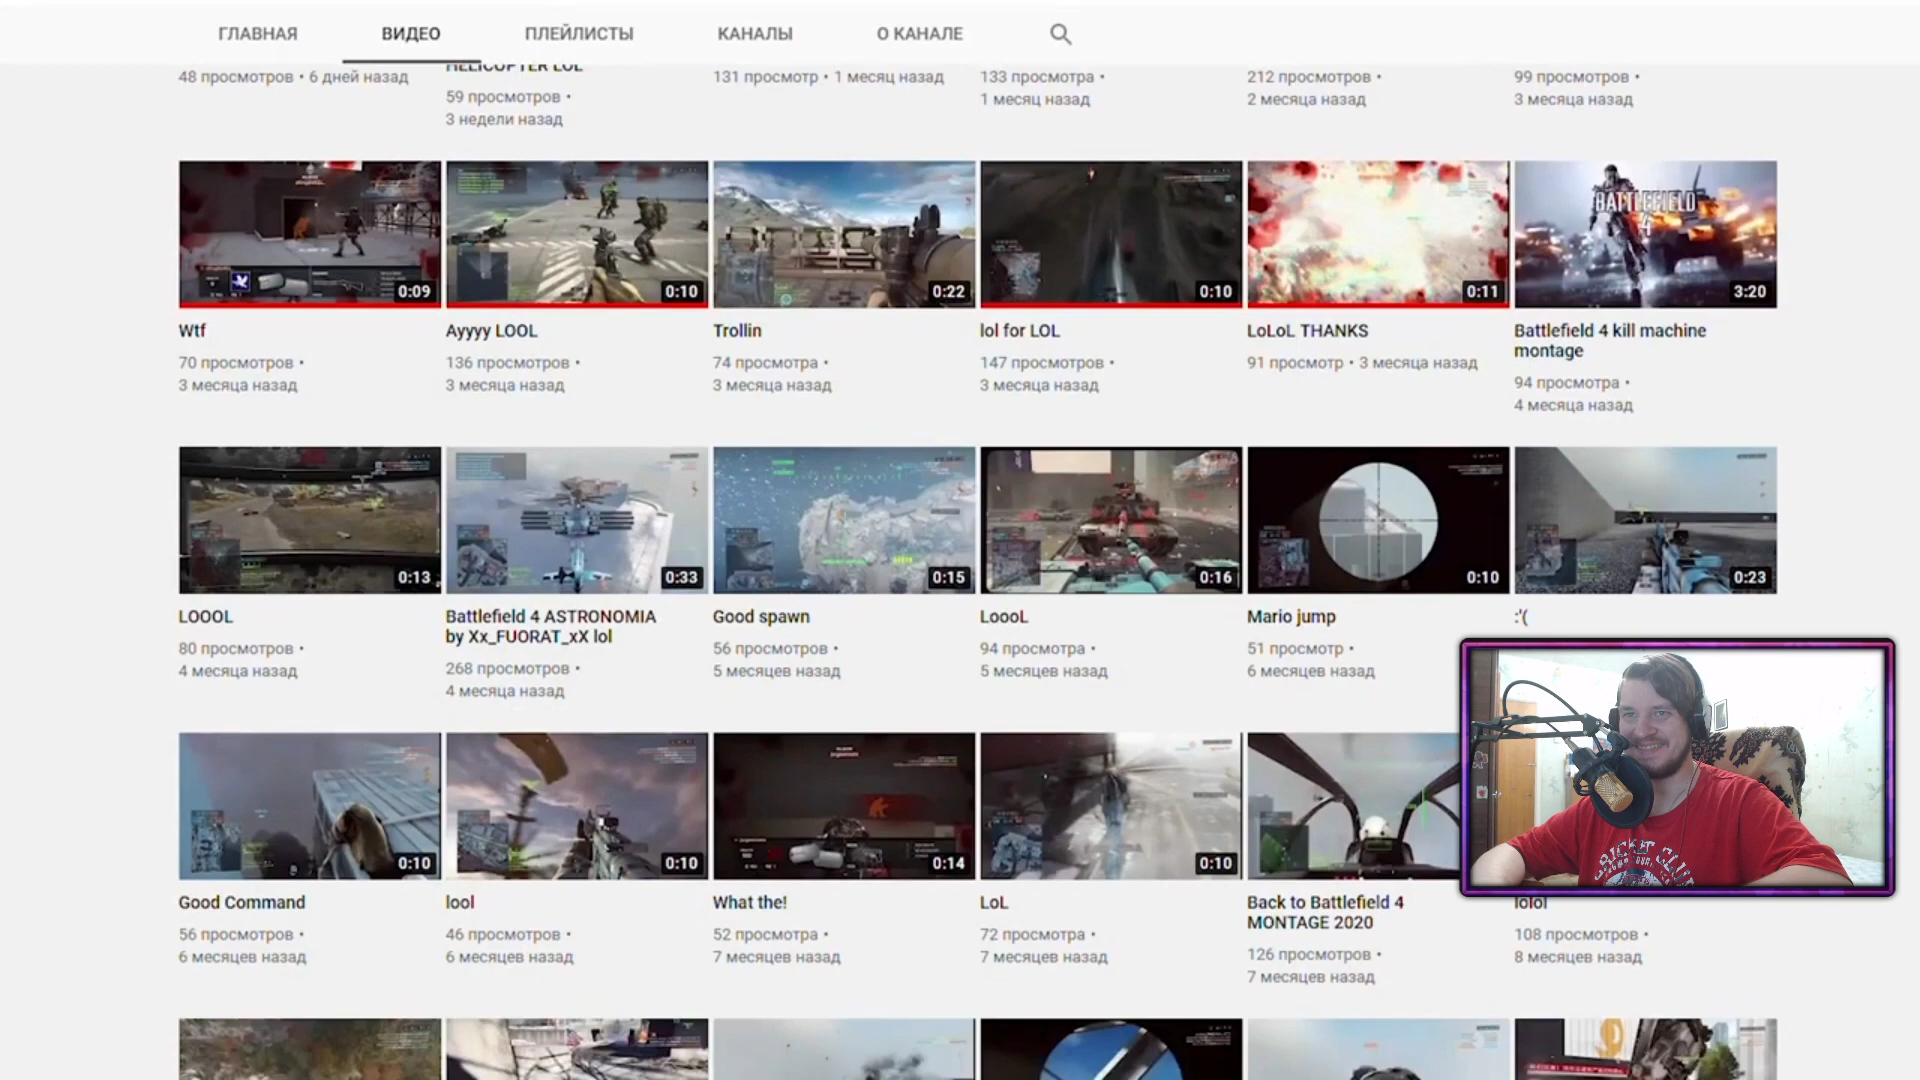 ГЛАВНАЯ ВИДЕО ПЛЕЙЛИСТЫ КАНАЛЫ О КАНАЛЕ
HELICOPTER LOL
48 просмотров • 6 дней назад
59 просмотров •
3 недели назад
131 просмотр • 1 месяц назад
133 просмотра •
1 месяц назад
212 просмотров •
2 месяца назад
99 просмотров •
3 месяца назад
0:09
Wtf
70 просмотров •
3 месяца назад
0:10
Ayyyy LOOL
136 просмотров •
3 месяца назад
0:22
Trollin
74 просмотра •
3 месяца назад
0:10
lol for LOL
147 просмотров •
3 месяца назад
0:11
LoLoL THANKS
91 просмотр • 3 месяца назад
BATTLEFIELD
4
3:20
Battlefield 4 kill machine
montage
94 просмотра •
4 месяца назад
0:13
LOOOL
80 просмотров •
4 месяца назад
0:33
Battlefield 4 ASTRONOMIA
by Xx_FUORAT_xX lol
268 просмотров •
4 месяца назад
0:15
Good spawn
56 просмотров •
5 месяцев назад
0:16
LoooL
94 просмотра •
5 месяцев назад
0:10
Mario jump
51 просмотр •
6 месяцев назад
0:23
:'(
0:10
Good Command
56 просмотров •
6 месяцев назад
0:10
lool
46 просмотров •
6 месяцев назад
0:14
What the!
52 просмотра •
7 месяцев назад
0:10
LoL
72 просмотра •
7 месяцев назад
Back to Battlefield 4
MONTAGE 2020
126 просмотров •
7 месяцев назад
lolol
108 просмотров •
8 месяцев назад